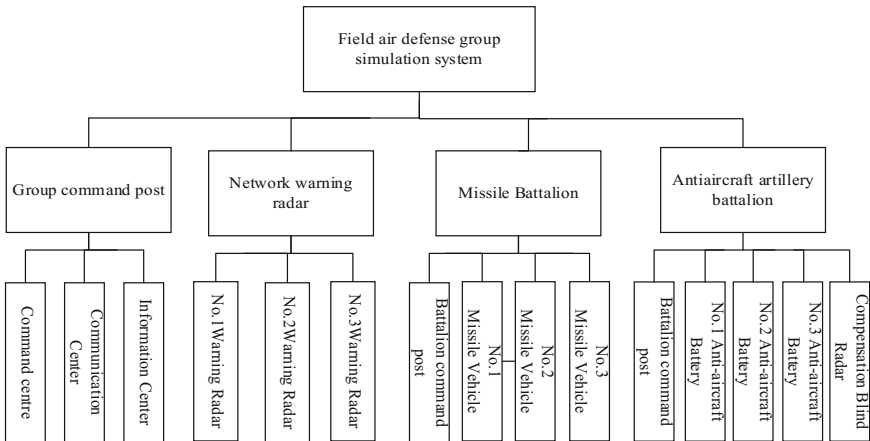 Field air defense group
simulation system
Group command post
Network warning
radar
Missile Battalion
Antiaircraft artillery
battalion
Command centre
Communication
Center
Information Center
No.1Warning Radar
No.2Warning Radar
No.3Warning Radar
Battalion command
post
No.1
Missile Vehicle
No.2
Missile Vehicle
No.3
Missile Vehicle
Battalion command
post
No.1 Anti-aircraft
Battery
No.2 Anti-aircraft
Battery
No.3 Anti-aircraft
Battery
Compensation Blind
Radar